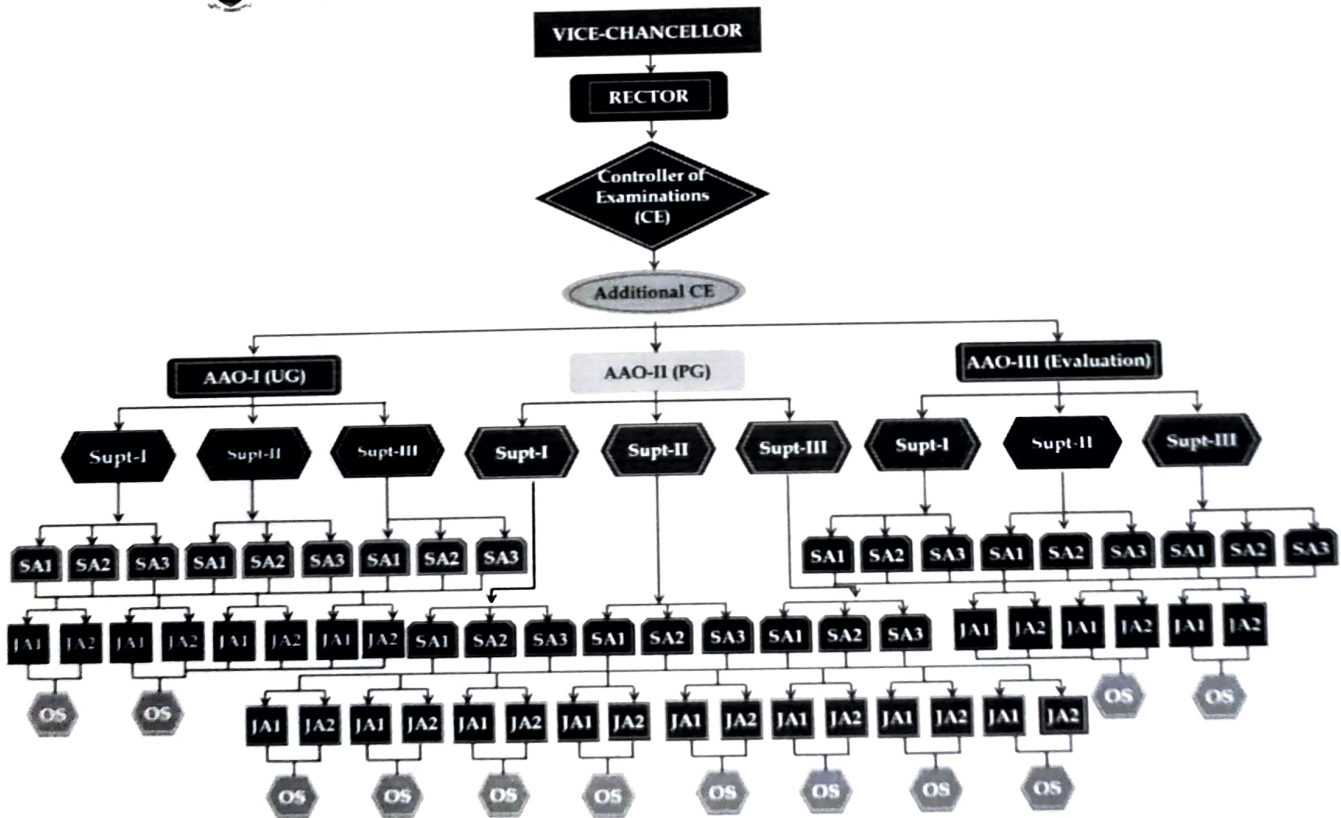 VICE-CHANCELLOR
RECTOR
Controller of
Examinations
(CE)
Additional CE
AAO-I (UG)
AAO-II (PG)
AAO-III (Evaluation)
Supt-I
Supt-II
Supt-III
Supt-I
Supt-II
Supt-III
Supt-I
Supt-II
Supt-III
SA1
SA2
SA3
SA1
SA2
SA3
SA1
SA2
SA3
SA1
SA2
SA3
SA1
SA2
SA3
SA1
SA2
SA3
JA1
JA2
JA1
JA2
JA1
JA2
JA1
JA2
SA1
SA2
SA3
SA1
SA2
SA3
SA1
SA2
SA3
JA1
JA2
JA1
JA2
JA1
JA2
OS
OS
OS
OS
JA1
JA2
JA1
JA2
JA1
JA2
JA1
JA2
JA1
JA2
JA1
JA2
JA1
JA2
JA1
JA2
OS
OS
OS
OS
OS
OS
OS
OS